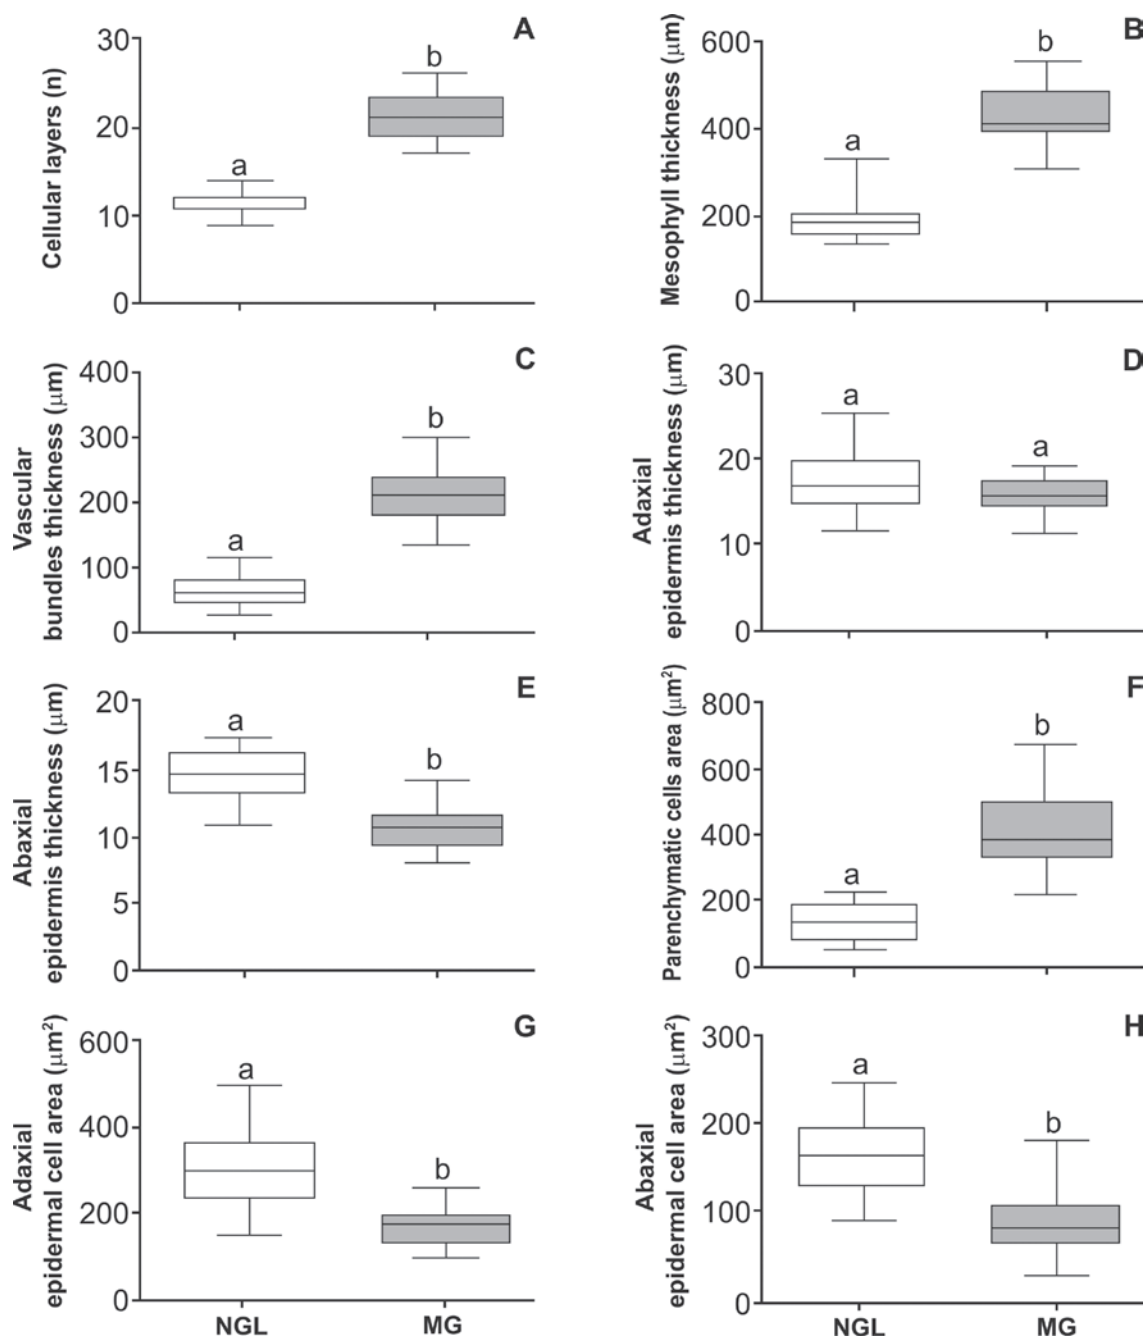 A
Cellular layers (n)
30
20
10
0
a
b
B
Mesophyll thickness (μm)
600
400
200
0
a
b
C
Vascular
bundles thickness (μm)
400
300
200
100
0
a
b
D
Adaxial
epidermis thickness (μm)
30
20
10
0
a
a
E
Abaxial
epidermis thickness (μm)
20
15
10
5
0
a
b
F
Parenchymatic cells area (μm²)
800
600
400
200
0
a
b
G
Adaxial
epidermal cell area (μm²)
600
400
200
0
a
b
NGL
MG
H
Abaxial
epidermal cell area (μm²)
300
200
100
0
a
b
NGL
MG